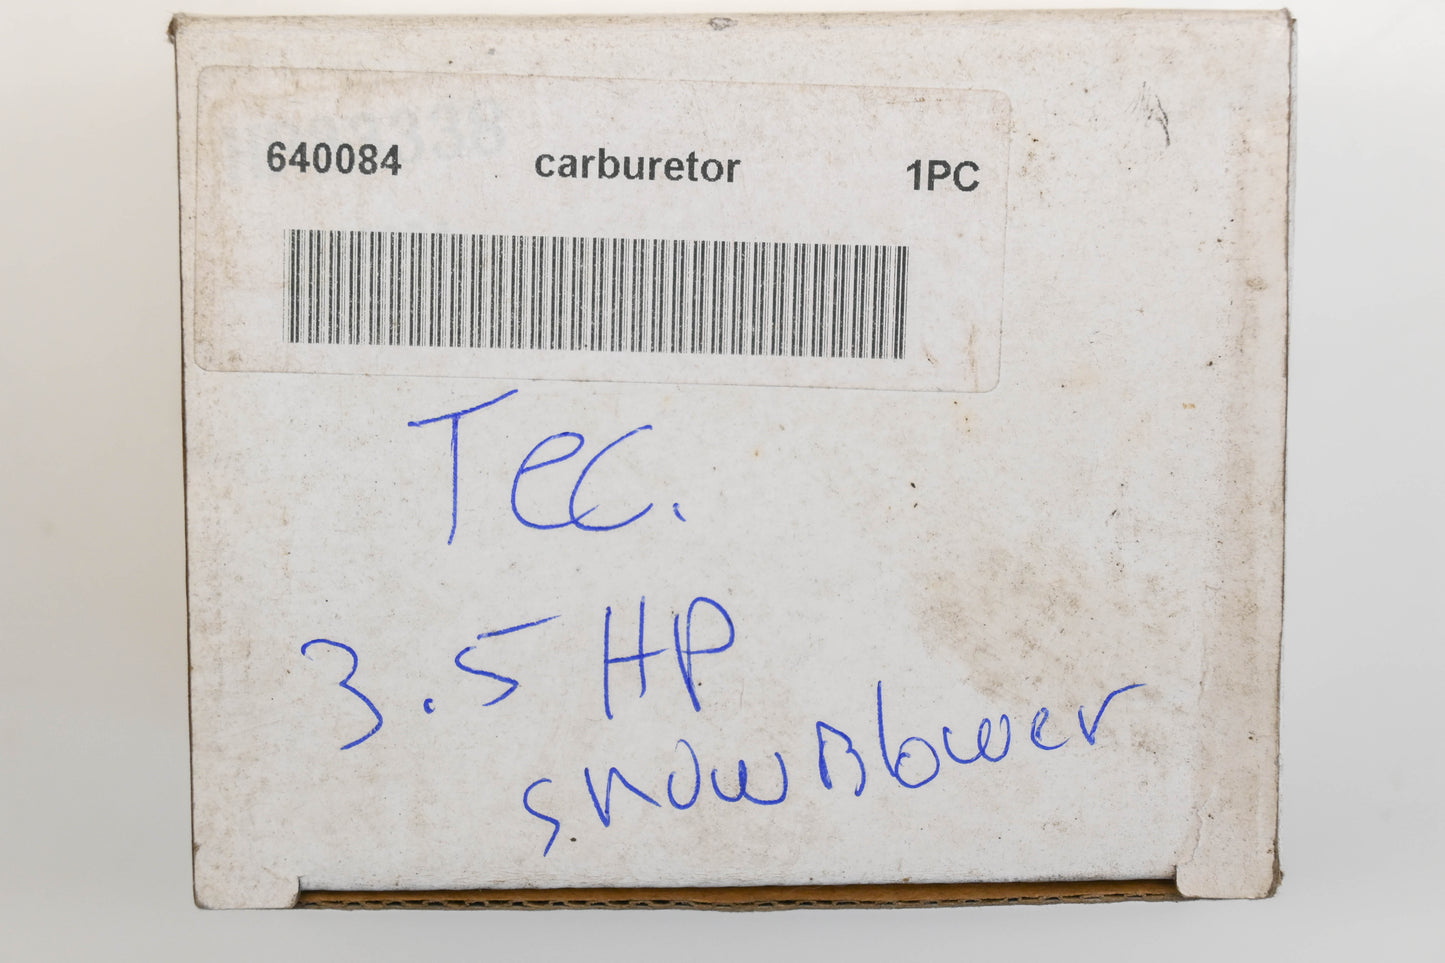 640084 carburetor 1PC
Tec.
3.5 HP
snowBlower